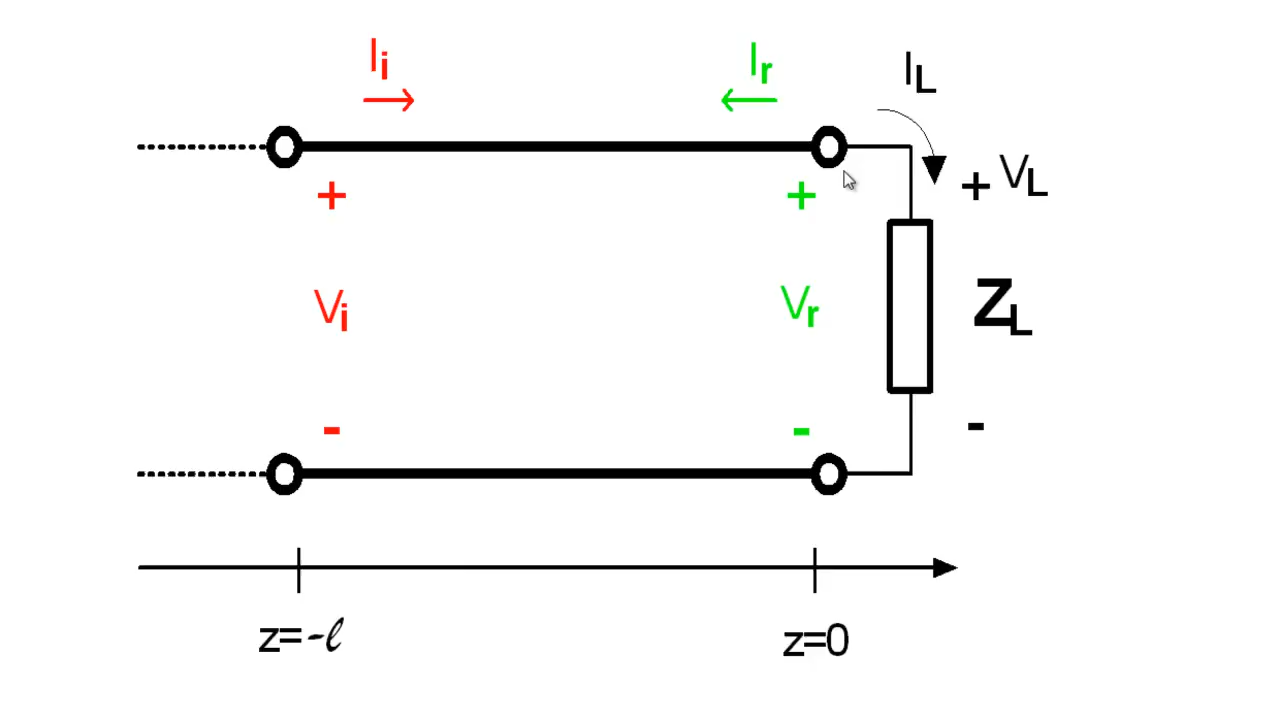 Ii
Ir
IL
+
+
+ VL
Vi
Vr
ZL
-
-
-
z=-ℓ
z=0